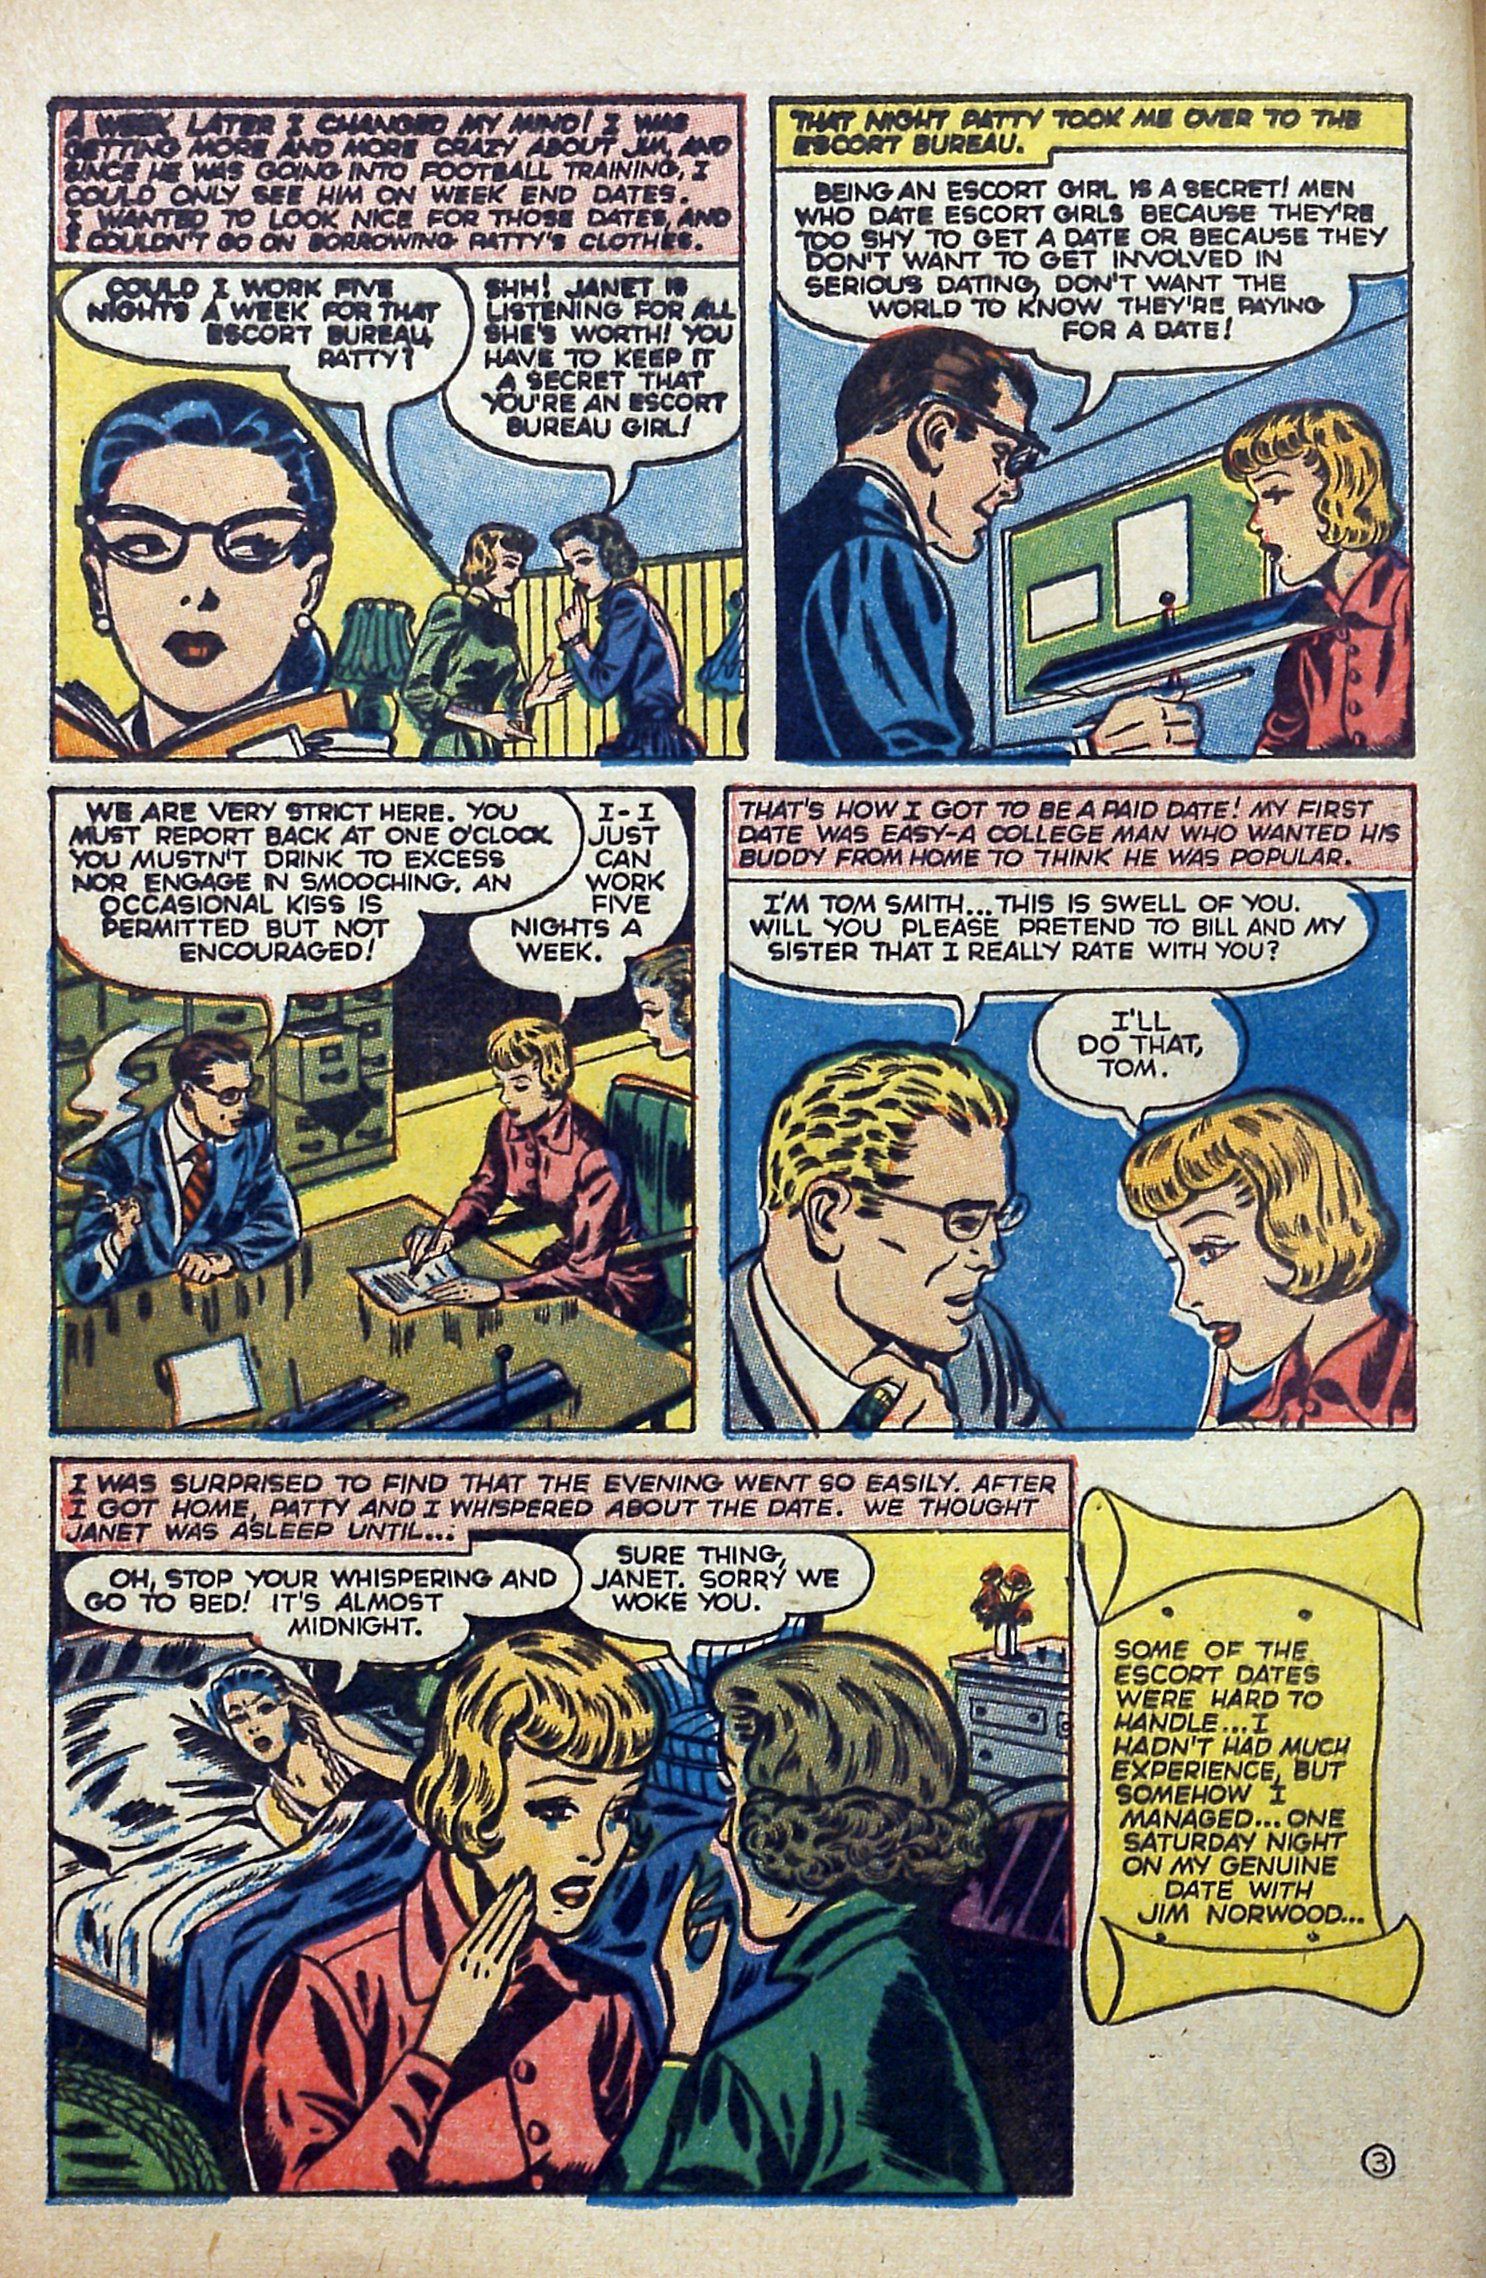 A WEEK LATER I CHANGED MY MIND! I WAS
GETTING MORE AND MORE CRAZY ABOUT JIM, AND
SINCE HE WAS GOING INTO FOOTBALL TRAINING, I
COULD ONLY SEE HIM ON WEEK END DATES.
I WANTED TO LOOK NICE FOR THOSE DATES, AND
I COULDN'T GO ON BORROWING PATTY'S CLOTHES.
COULD I WORK FIVE
NIGHTS A WEEK FOR THAT
ESCORT BUREAU,
PATTY?
SHH! JANET IS
LISTENING FOR ALL
SHE'S WORTH! YOU
HAVE TO KEEP IT
A SECRET THAT
YOU'RE AN ESCORT
BUREAU GIRL!
THAT NIGHT PATTY TOOK ME OVER TO THE
ESCORT BUREAU.
BEING AN ESCORT GIRL IS A SECRET! MEN
WHO DATE ESCORT GIRLS BECAUSE THEY'RE
TOO SHY TO GET A DATE OR BECAUSE THEY
DON'T WANT TO GET INVOLVED IN
SERIOUS DATING, DON'T WANT THE
WORLD TO KNOW THEY'RE PAYING
FOR A DATE!
WE ARE VERY STRICT HERE. YOU
MUST REPORT BACK AT ONE O'CLOCK.
YOU MUSTN'T DRINK TO EXCESS
NOR ENGAGE IN SMOOCHING. AN
OCCASIONAL KISS IS
PERMITTED BUT NOT
ENCOURAGED!
I-I
JUST
CAN
WORK
FIVE
NIGHTS A
WEEK.
THAT'S HOW I GOT TO BE A PAID DATE! MY FIRST
DATE WAS EASY-A COLLEGE MAN WHO WANTED HIS
BUDDY FROM HOME TO THINK HE WAS POPULAR.
I'M TOM SMITH...THIS IS SWELL OF YOU.
WILL YOU PLEASE PRETEND TO BILL AND MY
SISTER THAT I REALLY RATE WITH YOU?
I'LL
DO THAT,
TOM.
I WAS SURPRISED TO FIND THAT THE EVENING WENT SO EASILY. AFTER
I GOT HOME, PATTY AND I WHISPERED ABOUT THE DATE. WE THOUGHT
JANET WAS ASLEEP UNTIL...
OH, STOP YOUR WHISPERING AND
GO TO BED! IT'S ALMOST
MIDNIGHT.
SURE THING,
JANET. SORRY WE
WOKE YOU.
SOME OF THE
ESCORT DATES
WERE HARD TO
HANDLE...I
HADN'T HAD MUCH
EXPERIENCE, BUT
SOMEHOW I
MANAGED...ONE
SATURDAY NIGHT
ON MY GENUINE
DATE WITH
JIM NORWOOD...
3